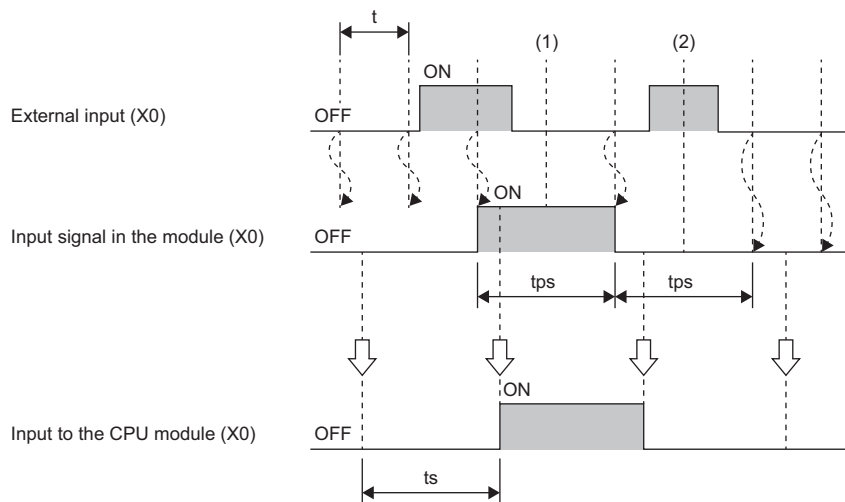 t
(1)
(2)
ON
External input (X0)
OFF
ON
Input signal in the module (X0)
OFF
tps
tps
ON
Input to the CPU module (X0)
OFF
ts